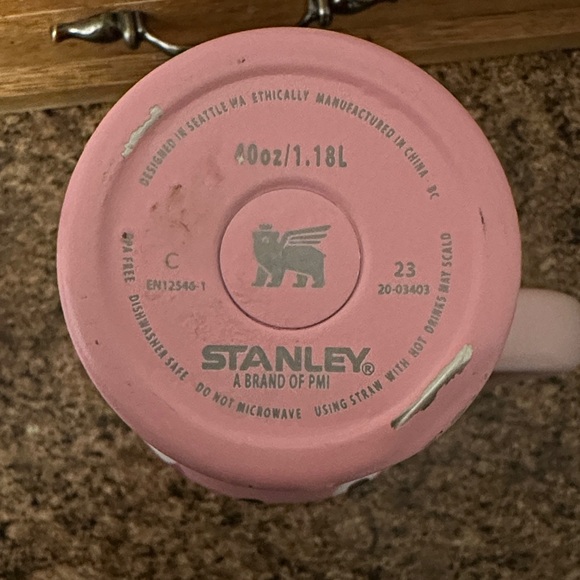 DESIGNED IN SEATTLE WA ETHICALLY MANUFACTURED IN CHINA BC
40oz/1.18L
C
EN12546-1
23
20-03403
STANLEY®
A BRAND OF PMI
BPA FREE DISHWASHER SAFE DO NOT MICROWAVE USING STRAW WITH HOT DRINKS MAY SCALD